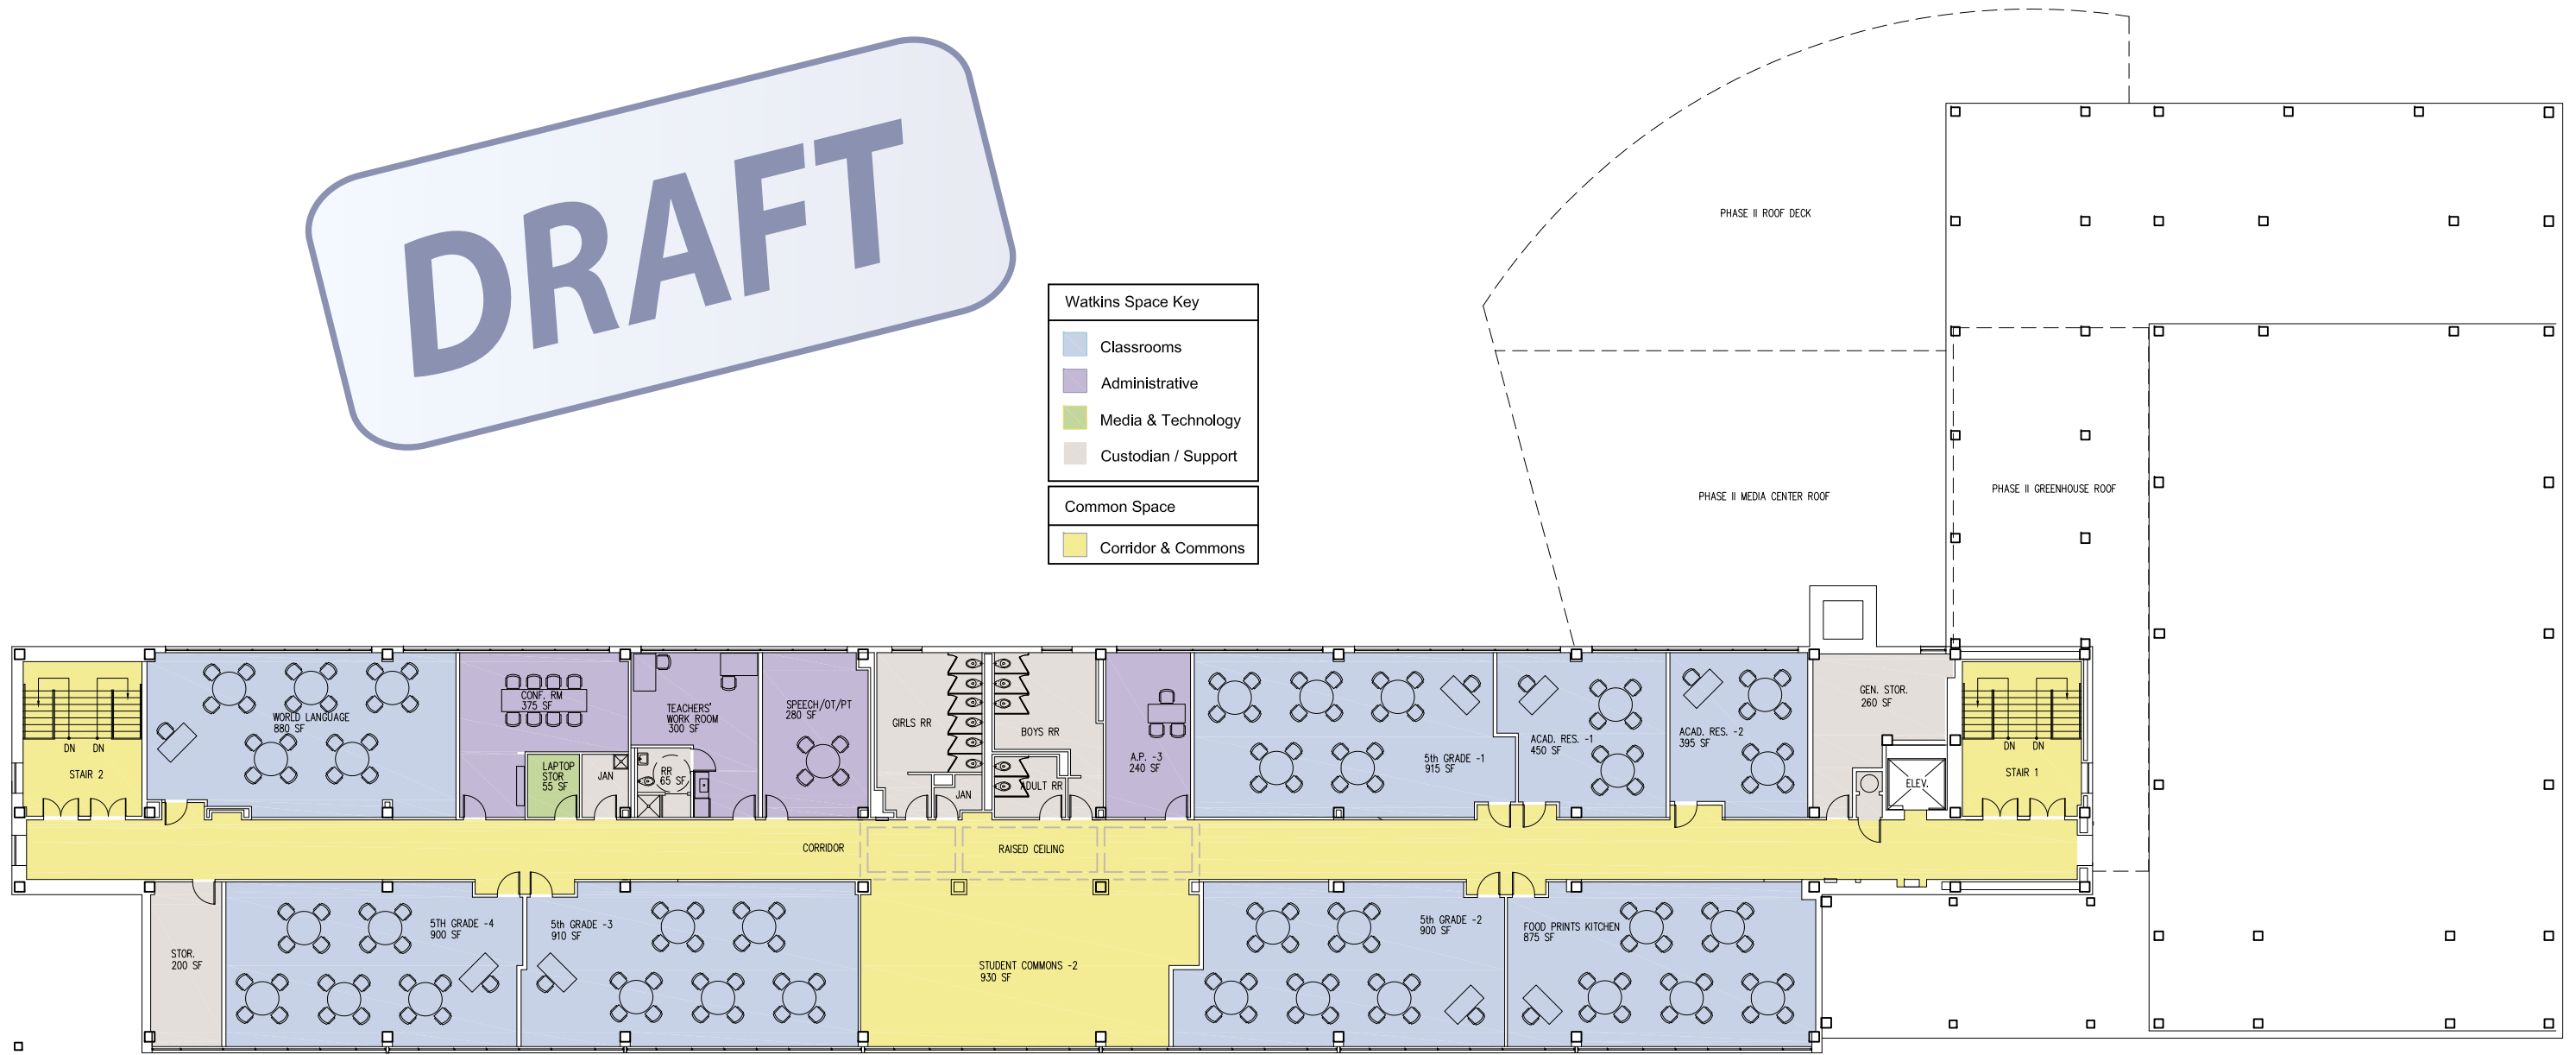 DRAFT
PHASE II ROOF DECK
Watkins Space Key
Classrooms
Administrative
Media & Technology
Custodian / Support
Common Space
Corridor & Commons
PHASE II MEDIA CENTER ROOF
PHASE II GREENHOUSE ROOF
DN DN
STAIR 2
WORLD LANGUAGE
880 SF
CONF. RM
375 SF
LAPTOP
STOR
55 SF
JAN
TEACHERS'
WORK ROOM
300 SF
RR
65 SF
SPEECH/OT/PT
280 SF
GIRLS RR
JAN
BOYS RR
ADULT RR
A.P. -3
240 SF
5th GRADE -1
915 SF
ACAD. RES. -1
450 SF
ACAD. RES. -2
395 SF
GEN. STOR.
260 SF
ELEV.
DN DN
STAIR 1
CORRIDOR
RAISED CEILING
STOR.
200 SF
5TH GRADE -4
900 SF
5th GRADE -3
910 SF
STUDENT COMMONS -2
930 SF
5th GRADE -2
900 SF
FOOD PRINTS KITCHEN
875 SF